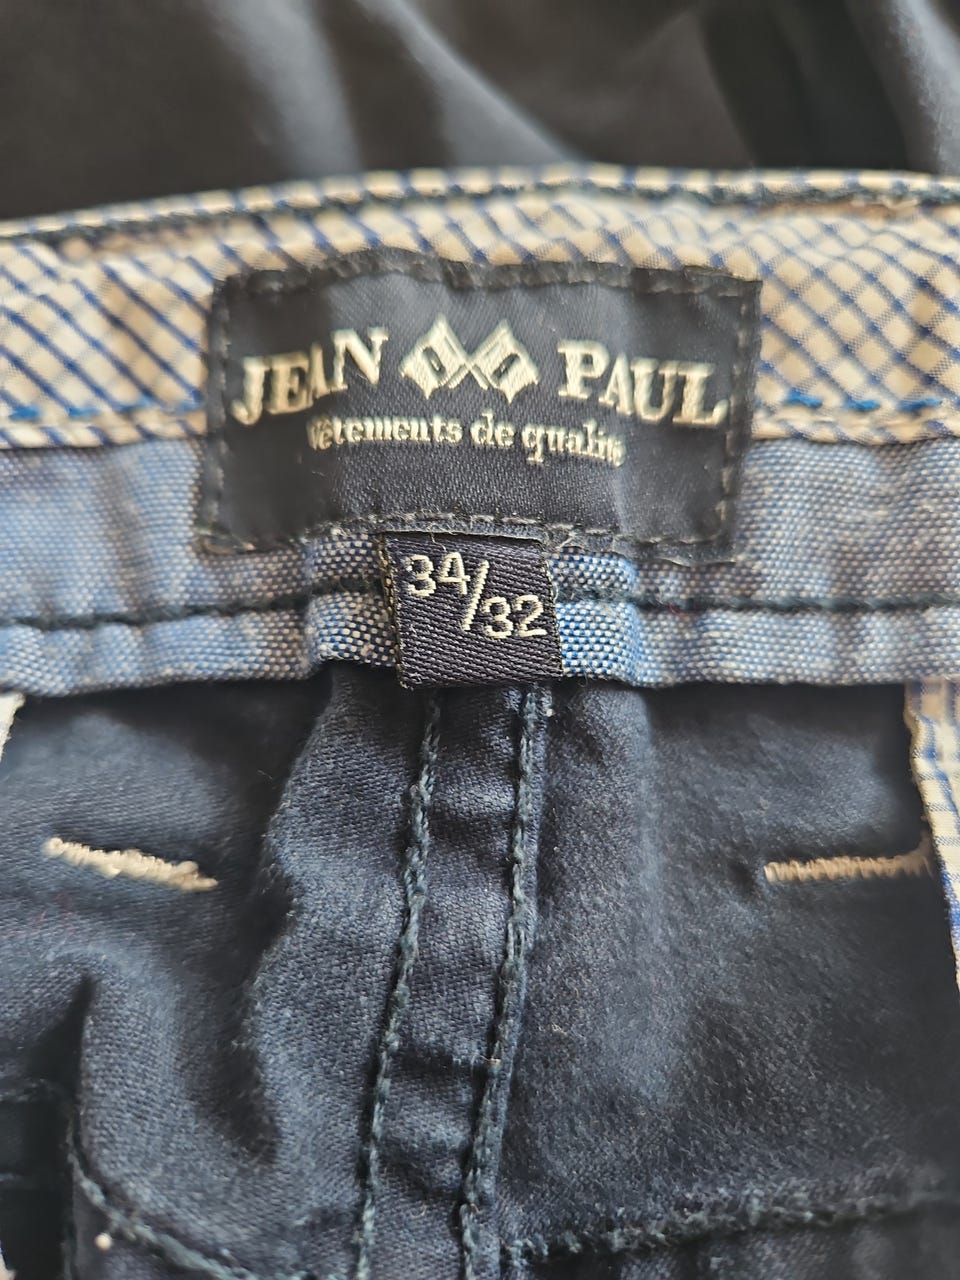 JEAN PAUL
vêtements de qualité
34/32